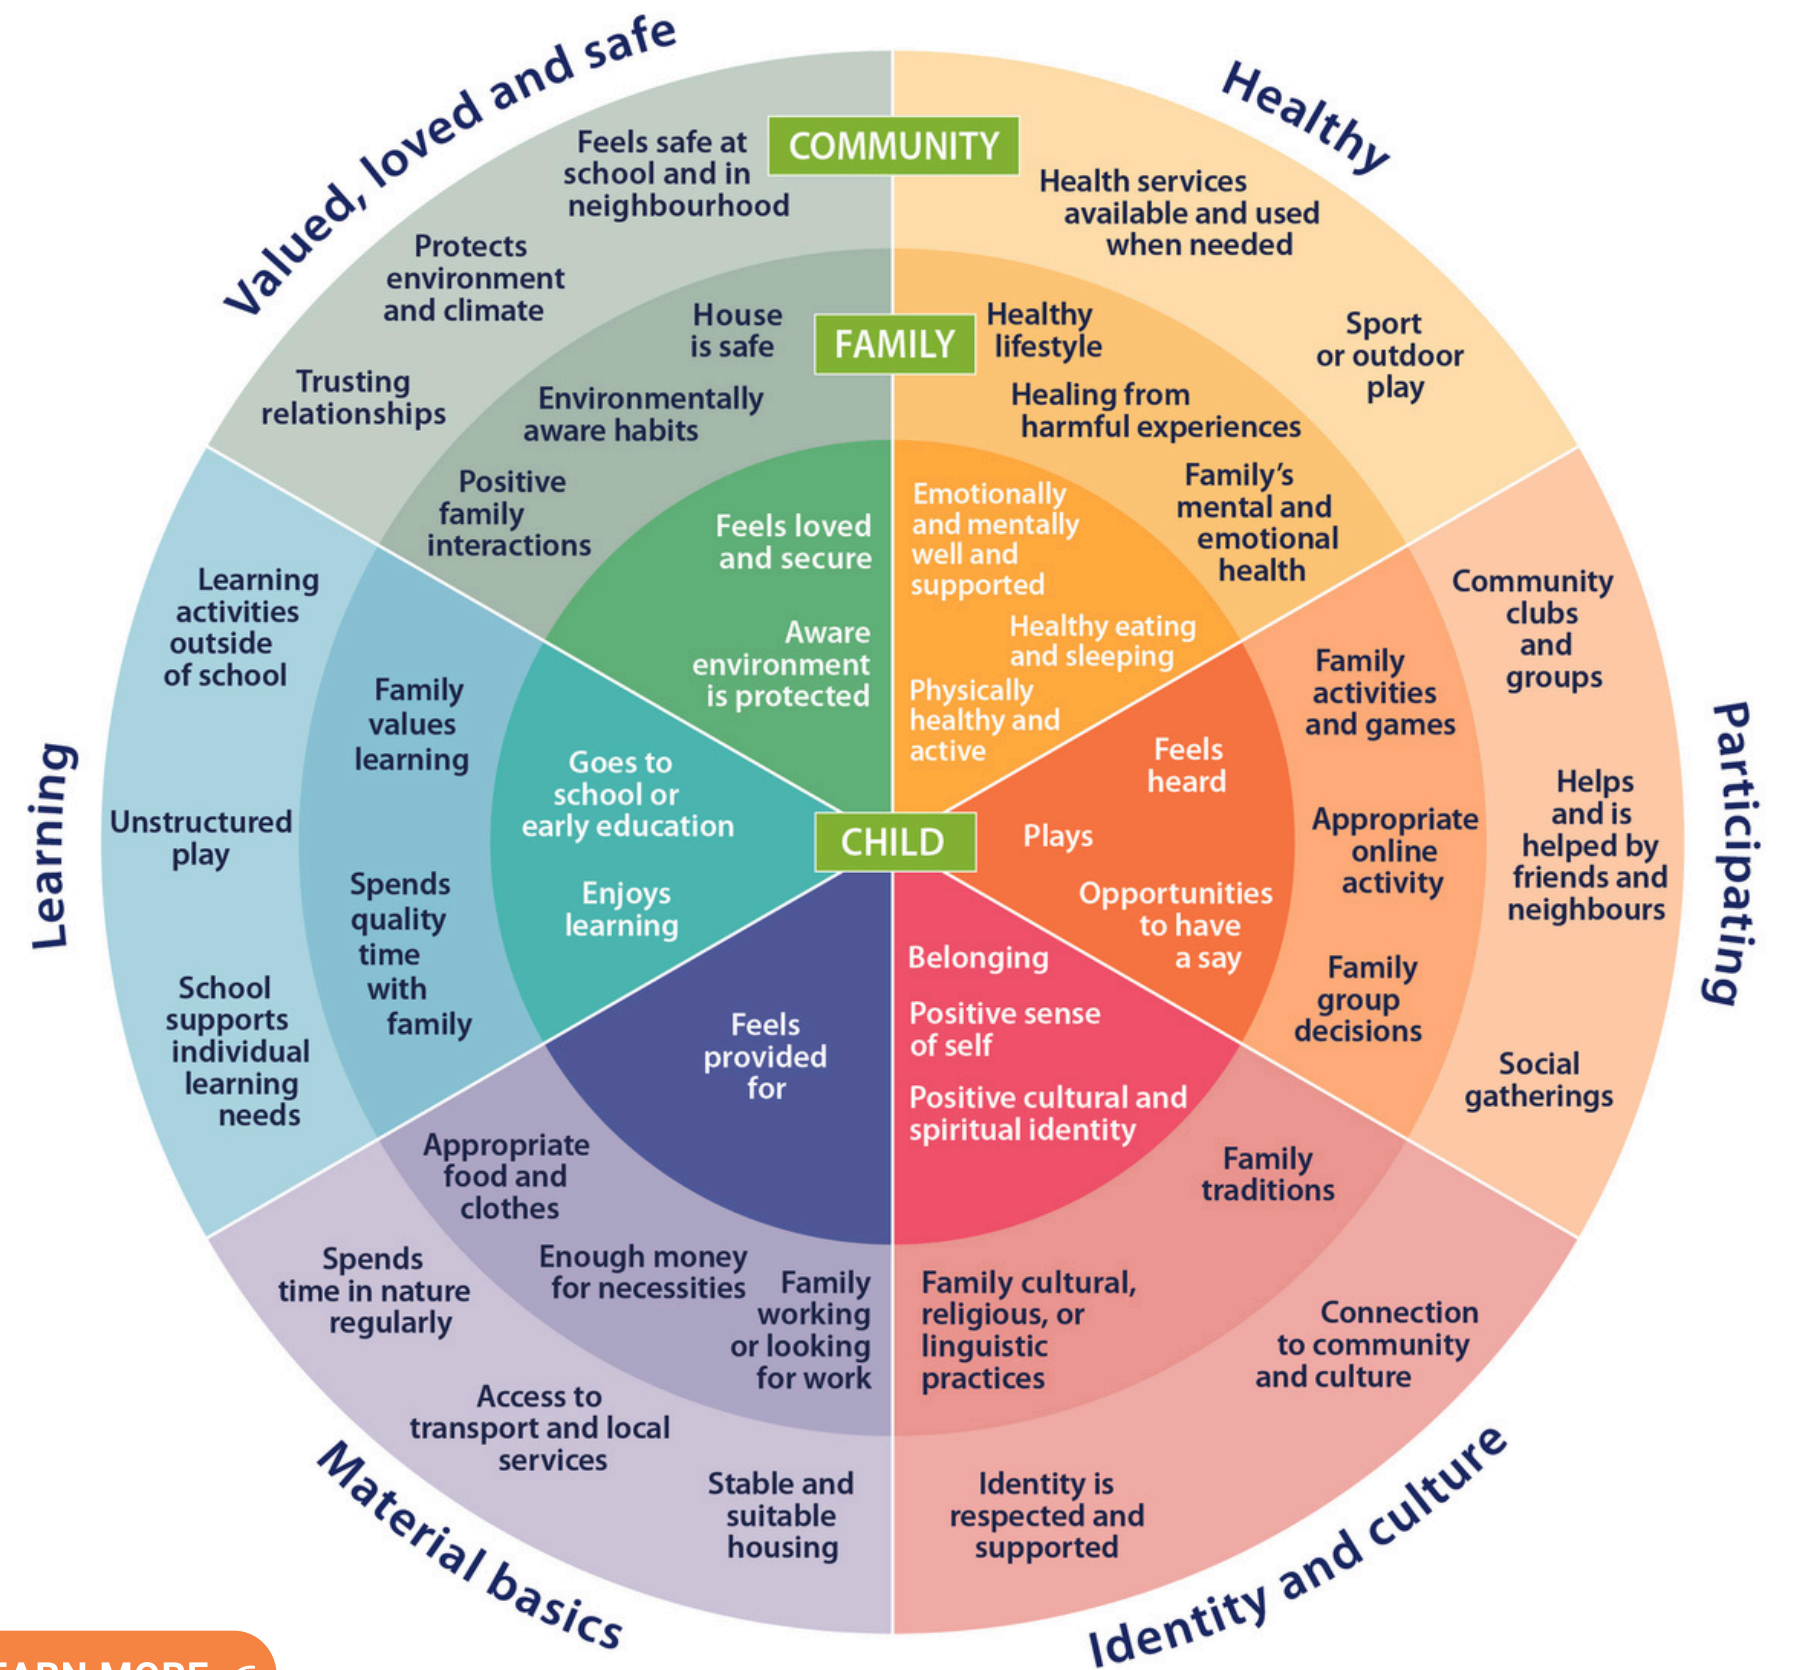 Valued, loved and safe
Healthy
Participating
Identity and culture
Material basics
Learning
COMMUNITY
FAMILY
CHILD
Feels safe at
school and in
neighbourhood
Protects
environment
and climate
Trusting
relationships
House
is safe
Environmentally
aware habits
Positive
family
interactions
Feels loved
and secure
Aware
environment
is protected
Health services
available and used
when needed
Sport
or outdoor
play
Healthy
lifestyle
Healing from
harmful experiences
Family’s
mental and
emotional
health
Emotionally
and mentally
well and
supported
Healthy eating
and sleeping
Physically
healthy and
active
Community
clubs
and
groups
Helps
and is
helped by
friends and
neighbours
Social
gatherings
Family
activities
and games
Appropriate
online
activity
Family
group
decisions
Feels
heard
Plays
Opportunities
to have
a say
Belonging
Positive sense
of self
Positive cultural and
spiritual identity
Family
traditions
Family cultural,
religious, or
linguistic
practices
Connection
to community
and culture
Identity is
respected and
supported
Feels
provided
for
Appropriate
food and
clothes
Enough money
for necessities
Family
working
or looking
for work
Spends
time in nature
regularly
Access to
transport and local
services
Stable and
suitable
housing
Goes to
school or
early education
Enjoys
learning
Family
values
learning
Spends
quality
time
with
family
Learning
activities
outside
of school
Unstructured
play
School
supports
individual
learning
needs